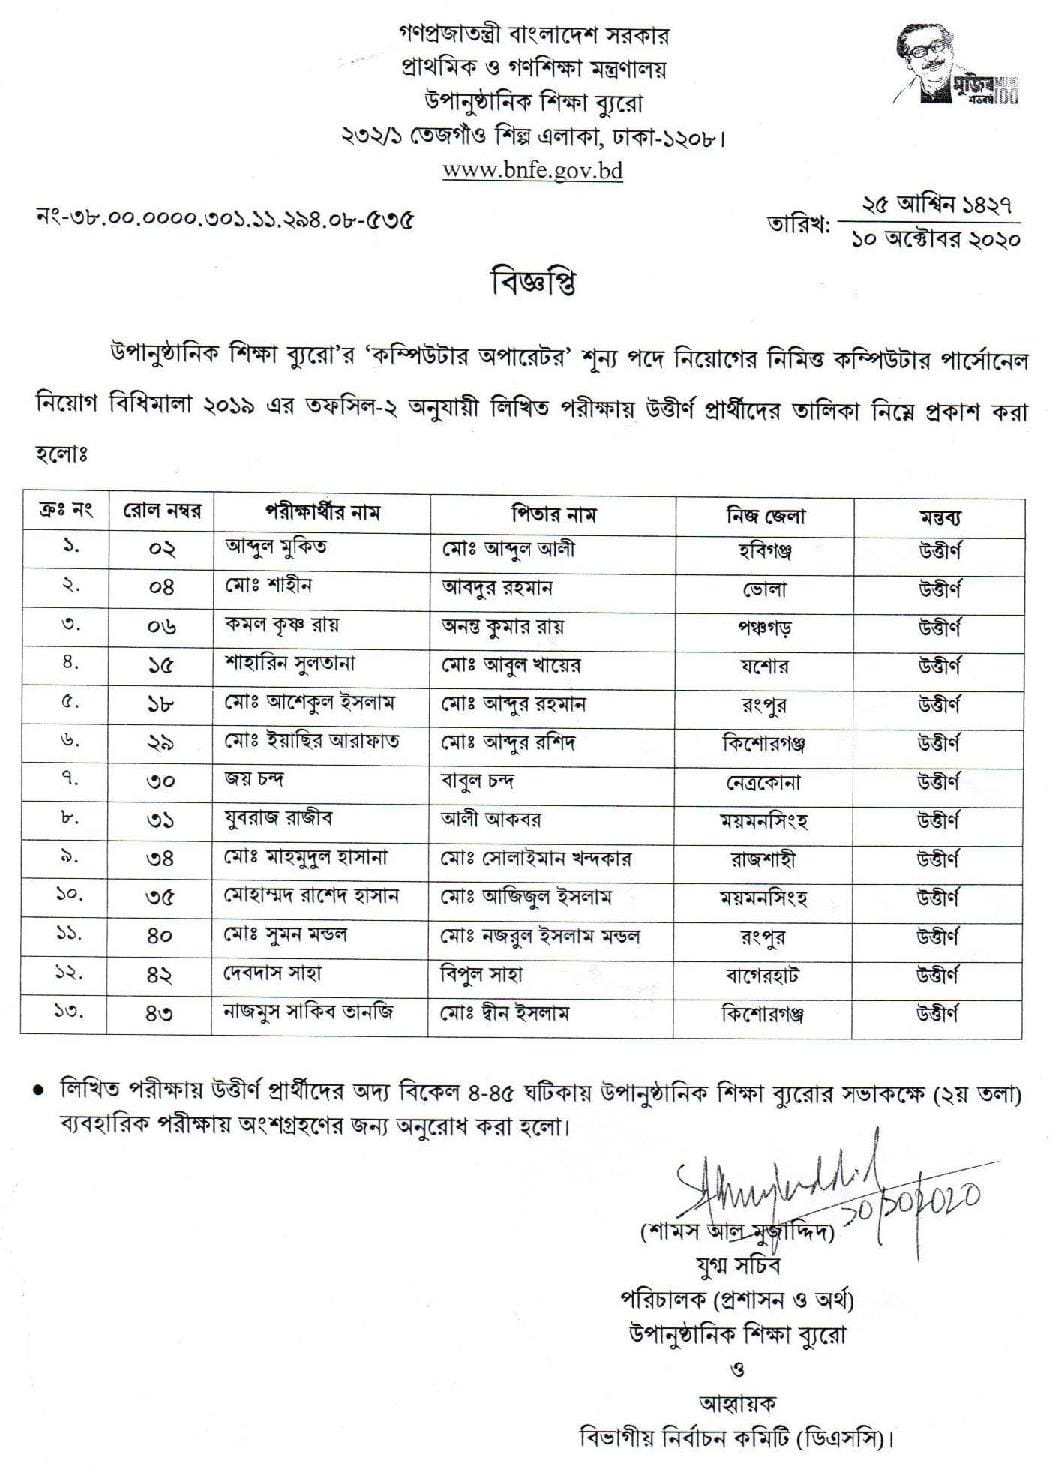 গণপ্রজাতন্ত্রী বাংলাদেশ সরকার
প্রাথমিক ও গণশিক্ষা মন্ত্রণালয়
উপানুষ্ঠানিক শিক্ষা ব্যুরো
২৩২/১ তেজগাঁও শিল্প এলাকা, ঢাকা-১২০৮।
www.bnfe.gov.bd
মুজিব
শতবর্ষ 100
নং-৩৮.০০.০০০০.৩০১.১১.২৯৪.০৮-৫৩৫
২৫ আশ্বিন ১৪২৭
তারিখ:
১০ অক্টোবর ২০২০
বিজ্ঞপ্তি
উপানুষ্ঠানিক শিক্ষা ব্যুরো’র ‘কম্পিউটার অপারেটর’ শূন্য পদে নিয়োগের নিমিত্ত কম্পিউটার পার্সোনেল
নিয়োগ বিধিমালা ২০১৯ এর তফসিল-২ অনুযায়ী লিখিত পরীক্ষায় উত্তীর্ণ প্রার্থীদের তালিকা নিম্নে প্রকাশ করা
হলোঃ
ক্রঃ নং রোল নম্বর পরীক্ষার্থীর নাম পিতার নাম নিজ জেলা মন্তব্য
১. ০২ আব্দুল মুকিত মোঃ আব্দুল আলী হবিগঞ্জ উত্তীর্ণ
২. ০৪ মোঃ শাহীন আবদুর রহমান ভোলা উত্তীর্ণ
৩. ০৬ কমল কৃষ্ণ রায় অনন্ত কুমার রায় পঞ্চগড় উত্তীর্ণ
৪. ১৫ শাহারিন সুলতানা মোঃ আবুল খায়ের যশোর উত্তীর্ণ
৫. ১৮ মোঃ আশেকুল ইসলাম মোঃ আব্দুর রহমান রংপুর উত্তীর্ণ
৬. ২৯ মোঃ ইয়াছির আরাফাত মোঃ আব্দুর রশিদ কিশোরগঞ্জ উত্তীর্ণ
৭. ৩০ জয় চন্দ বাবুল চন্দ নেত্রকোনা উত্তীর্ণ
৮. ৩১ যুবরাজ রাজীব আলী আকবর ময়মনসিংহ উত্তীর্ণ
৯. ৩৪ মোঃ মাহমুদুল হাসানা মোঃ সোলাইমান খন্দকার রাজশাহী উত্তীর্ণ
১০. ৩৫ মোহাম্মদ রাশেদ হাসান মোঃ আজিজুল ইসলাম ময়মনসিংহ উত্তীর্ণ
১১. ৪০ মোঃ সুমন মন্ডল মোঃ নজরুল ইসলাম মন্ডল রংপুর উত্তীর্ণ
১২. ৪২ দেবদাস সাহা বিপুল সাহা বাগেরহাট উত্তীর্ণ
১৩. ৪৩ নাজমুস সাকিব তানজি মোঃ দ্বীন ইসলাম কিশোরগঞ্জ উত্তীর্ণ
• লিখিত পরীক্ষায় উত্তীর্ণ প্রার্থীদের অদ্য বিকেল ৪-৪৫ ঘটিকায় উপানুষ্ঠানিক শিক্ষা ব্যুরোর সভাকক্ষে (২য় তলা)
ব্যবহারিক পরীক্ষায় অংশগ্রহণের জন্য অনুরোধ করা হলো।
১০/১০/২০২০
(শামস আল মুজাদ্দিদ)
যুগ্ম সচিব
পরিচালক (প্রশাসন ও অর্থ)
উপানুষ্ঠানিক শিক্ষা ব্যুরো
ও
আহ্বায়ক
বিভাগীয় নির্বাচন কমিটি (ডিএসসি)।